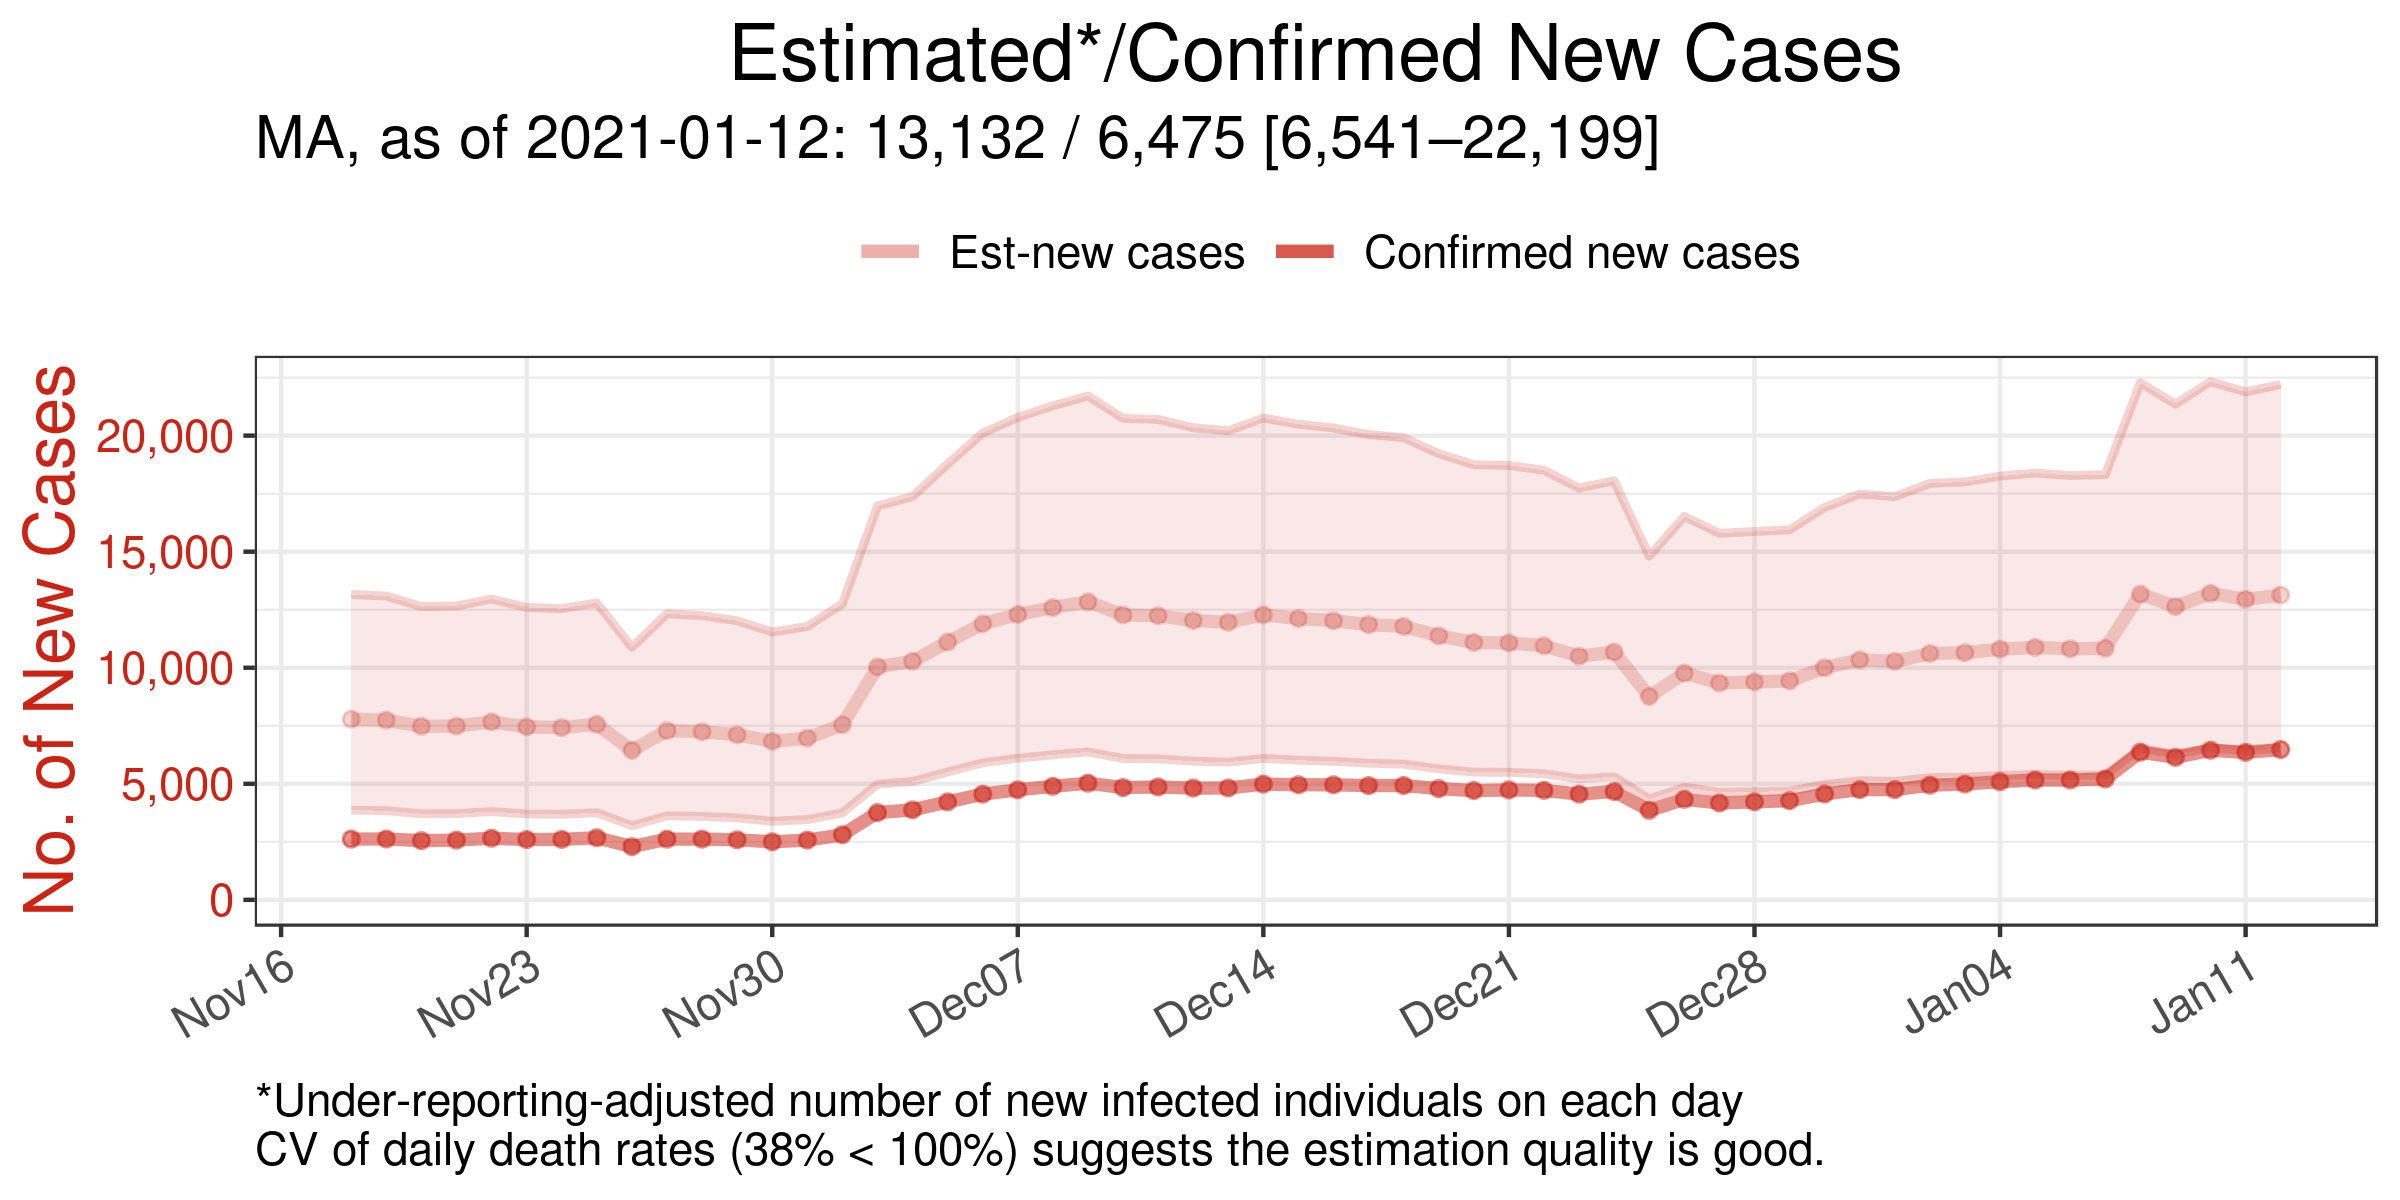 Estimated*/Confirmed New Cases
MA, as of 2021-01-12: 13,132 / 6,475 [6,541–22,199]
Est-new cases Confirmed new cases
No. of New Cases
20,000
15,000
10,000
5,000
0
Nov16 Nov23 Nov30 Dec07 Dec14 Dec21 Dec28 Jan04 Jan11
*Under-reporting-adjusted number of new infected individuals on each day
CV of daily death rates (38% < 100%) suggests the estimation quality is good.